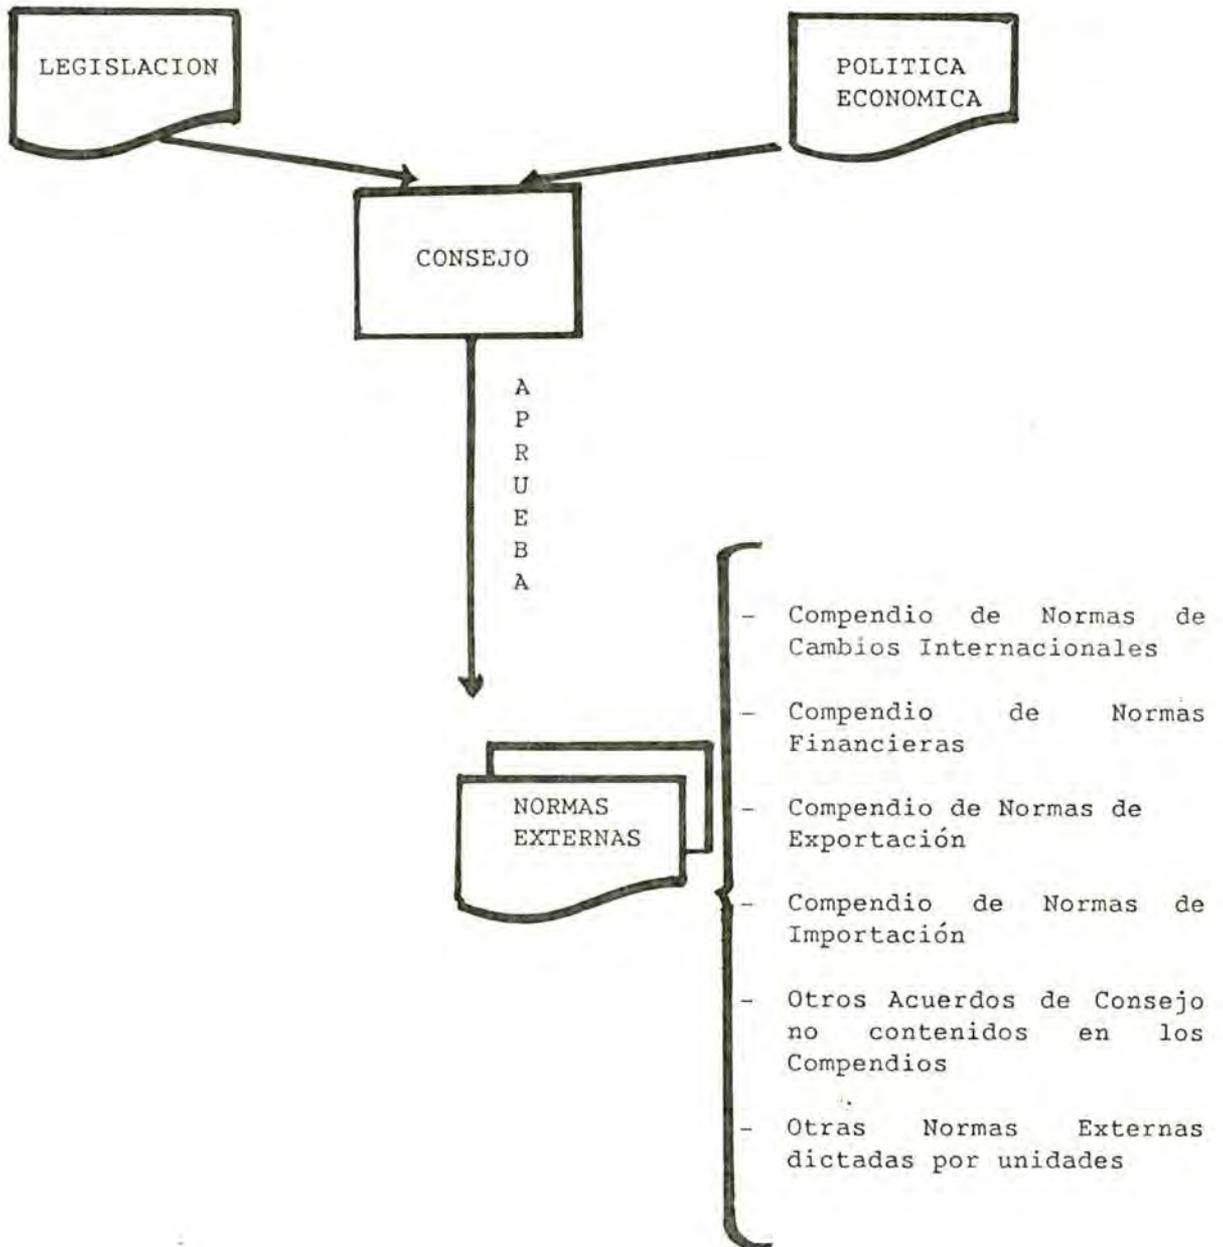 LEGISLACION
POLITICA
ECONOMICA
CONSEJO
A
P
R
U
E
B
A
NORMAS
EXTERNAS
- Compendio de Normas de
Cambios Internacionales
- Compendio de Normas
Financieras
- Compendio de Normas de
Exportación
- Compendio de Normas de
Importación
- Otros Acuerdos de Consejo
no contenidos en los
Compendios
- Otras Normas Externas
dictadas por unidades